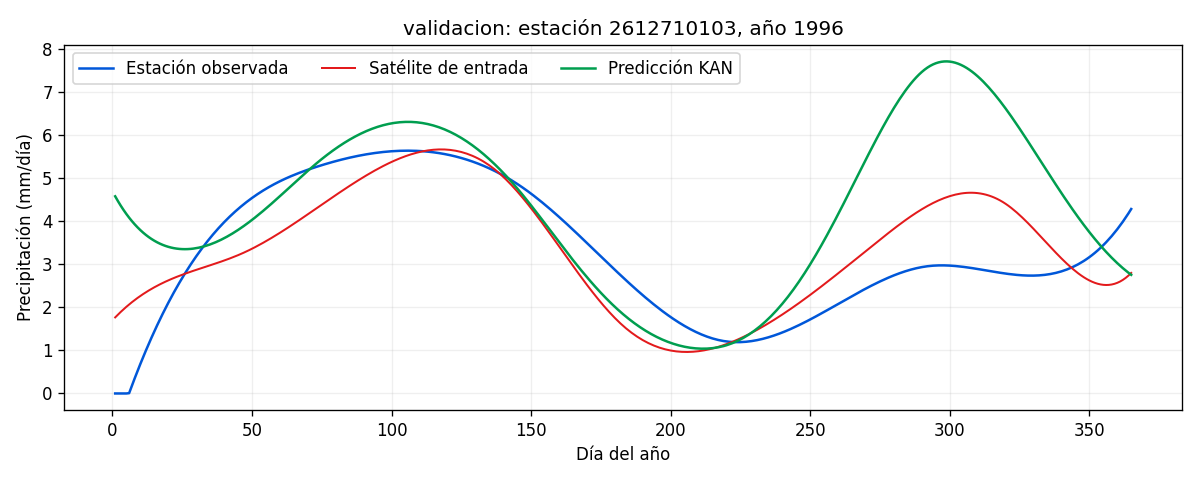 validacion: estación 2612710103, año 1996
Estación observada
Satélite de entrada
Predicción KAN
Precipitación (mm/día)
8
7
6
5
4
3
2
1
0
0 50 100 150 200 250 300 350
Día del año